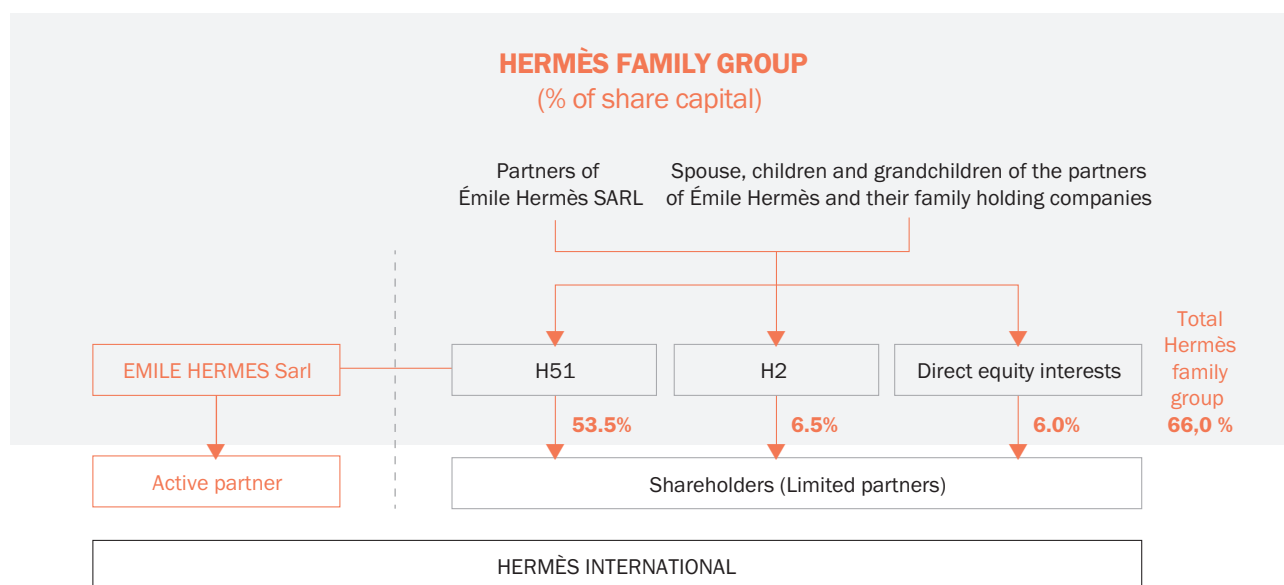 HERMÈS FAMILY GROUP
(% of share capital)
Partners of
Émile Hermès SARL
Spouse, children and grandchildren of the partners
of Émile Hermès and their family holding companies
EMILE HERMES Sarl
H51
H2
Direct equity interests
Total
Hermès
family
group
66,0 %
53.5%
6.5%
6.0%
Active partner
Shareholders (Limited partners)
HERMÈS INTERNATIONAL